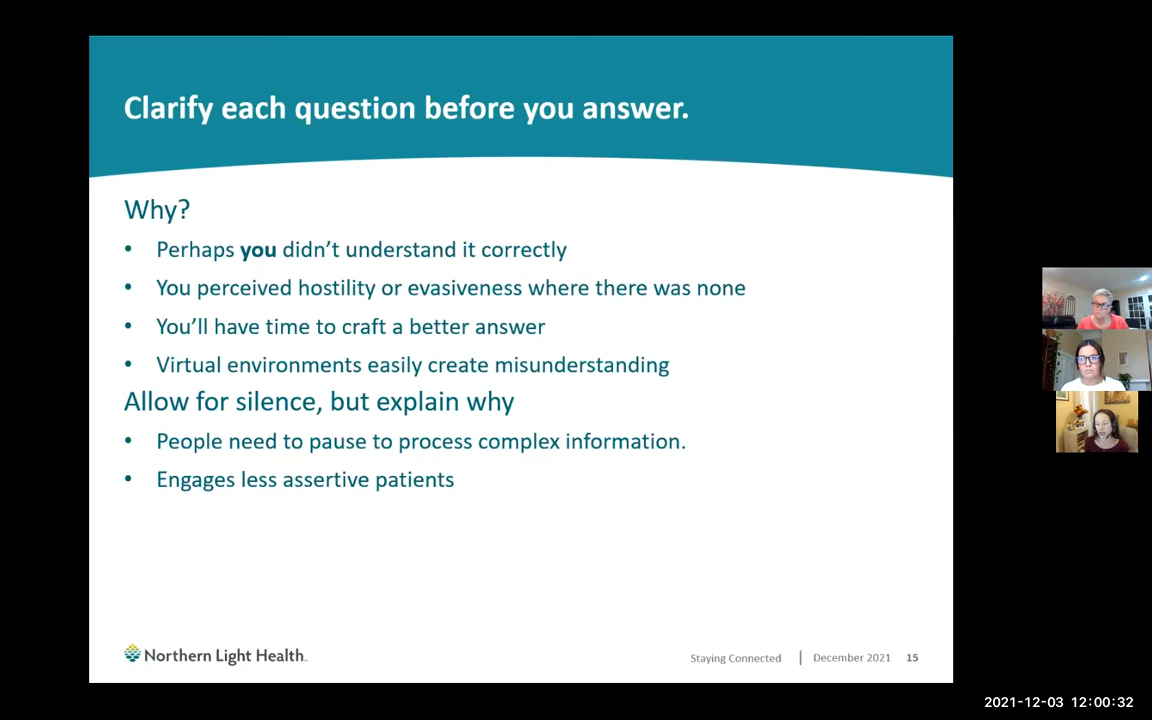 Clarify each question before you answer.
Why?
• Perhaps you didn’t understand it correctly
• You perceived hostility or evasiveness where there was none
• You’ll have time to craft a better answer
• Virtual environments easily create misunderstanding
Allow for silence, but explain why
• People need to pause to process complex information.
• Engages less assertive patients
Northern Light Health
Staying Connected | December 2021 15
2021-12-03 12:00:32